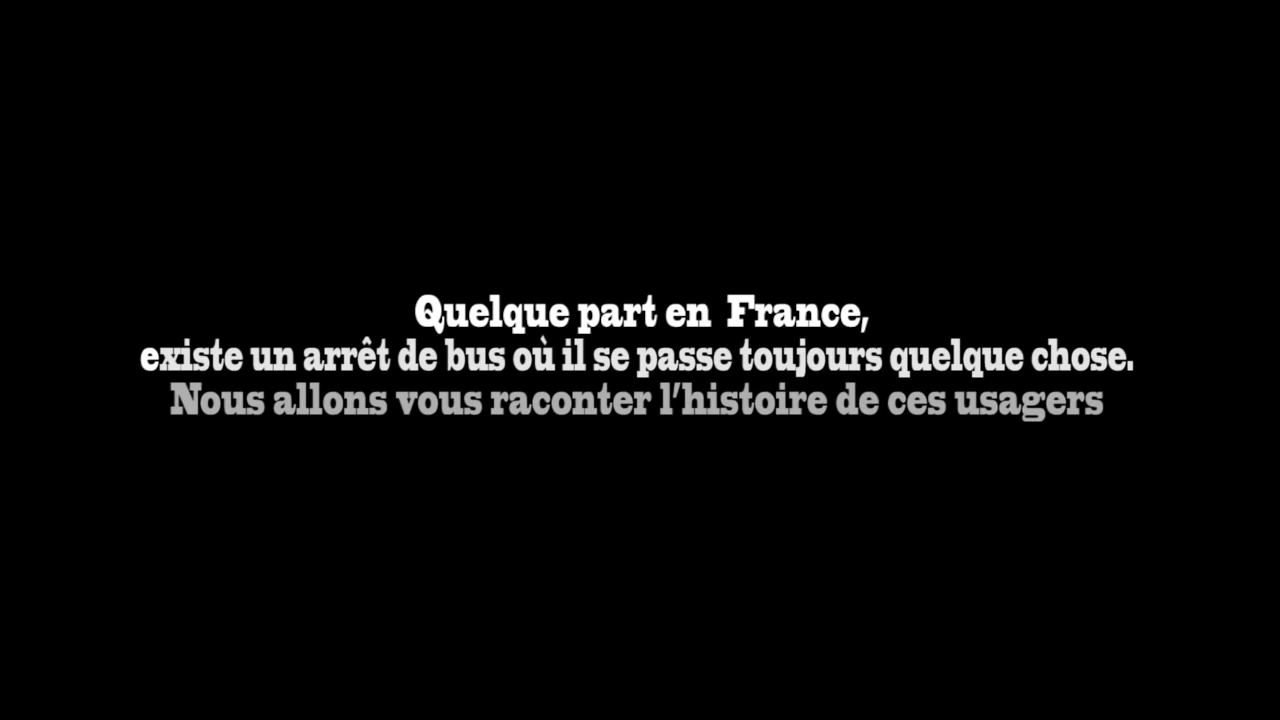 Quelque part en France,
existe un arrêt de bus où il se passe toujours quelque chose.
Nous allons vous raconter l'histoire de ces usagers